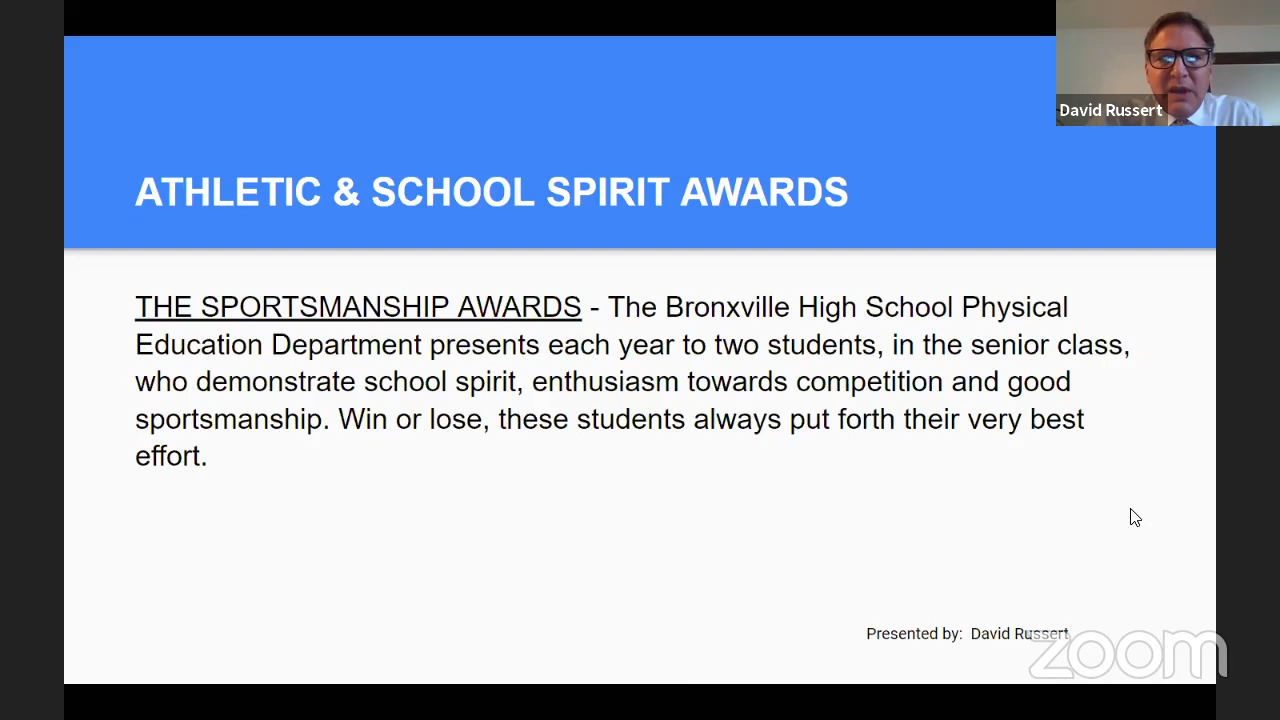 David Russert
ATHLETIC & SCHOOL SPIRIT AWARDS
THE SPORTSMANSHIP AWARDS - The Bronxville High School Physical
Education Department presents each year to two students, in the senior class,
who demonstrate school spirit, enthusiasm towards competition and good
sportsmanship. Win or lose, these students always put forth their very best
effort.
Presented by: David Russert
zoom